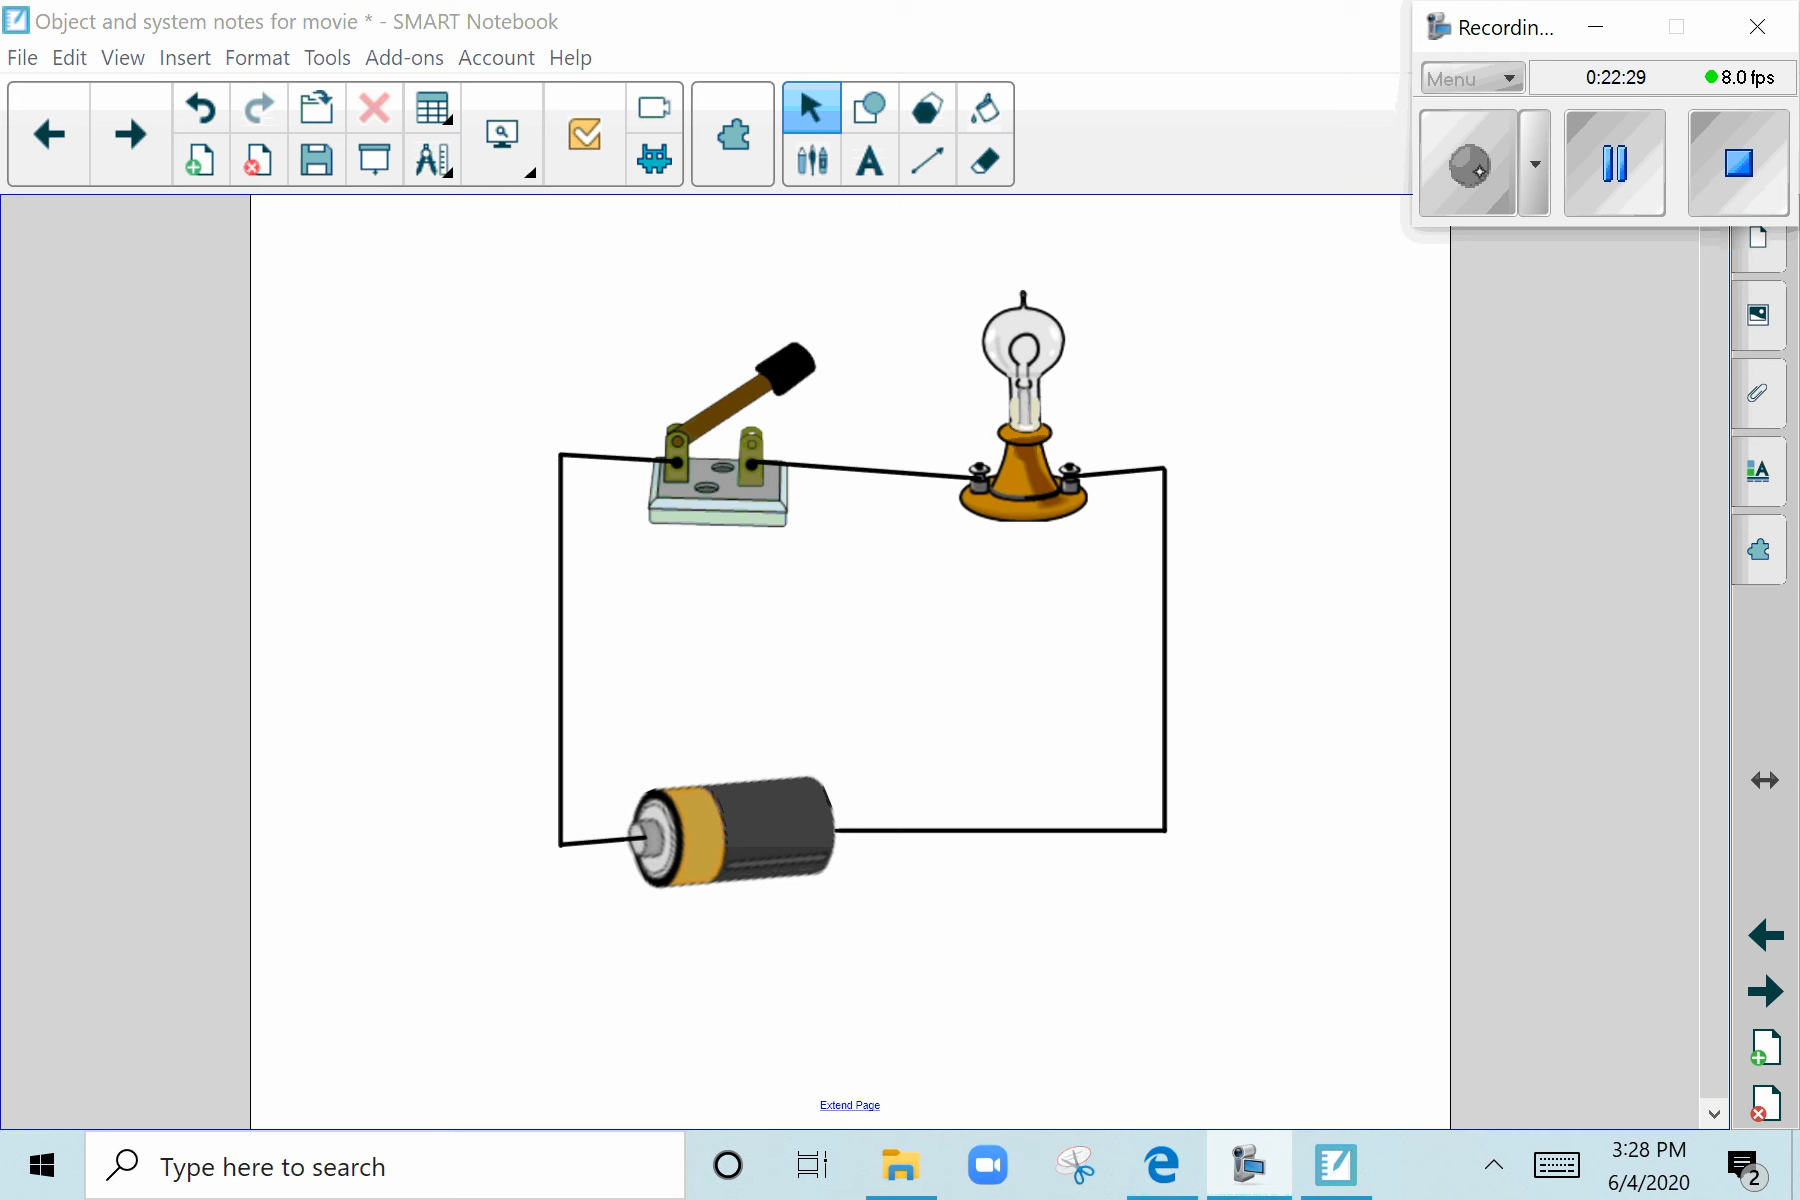 Object and system notes for movie * - SMART Notebook
File Edit View Insert Format Tools Add-ons Account Help
Recordin...
Menu
0:22:29
8.0 fps
A
A
Extend Page
Type here to search
3:28 PM
6/4/2020
2